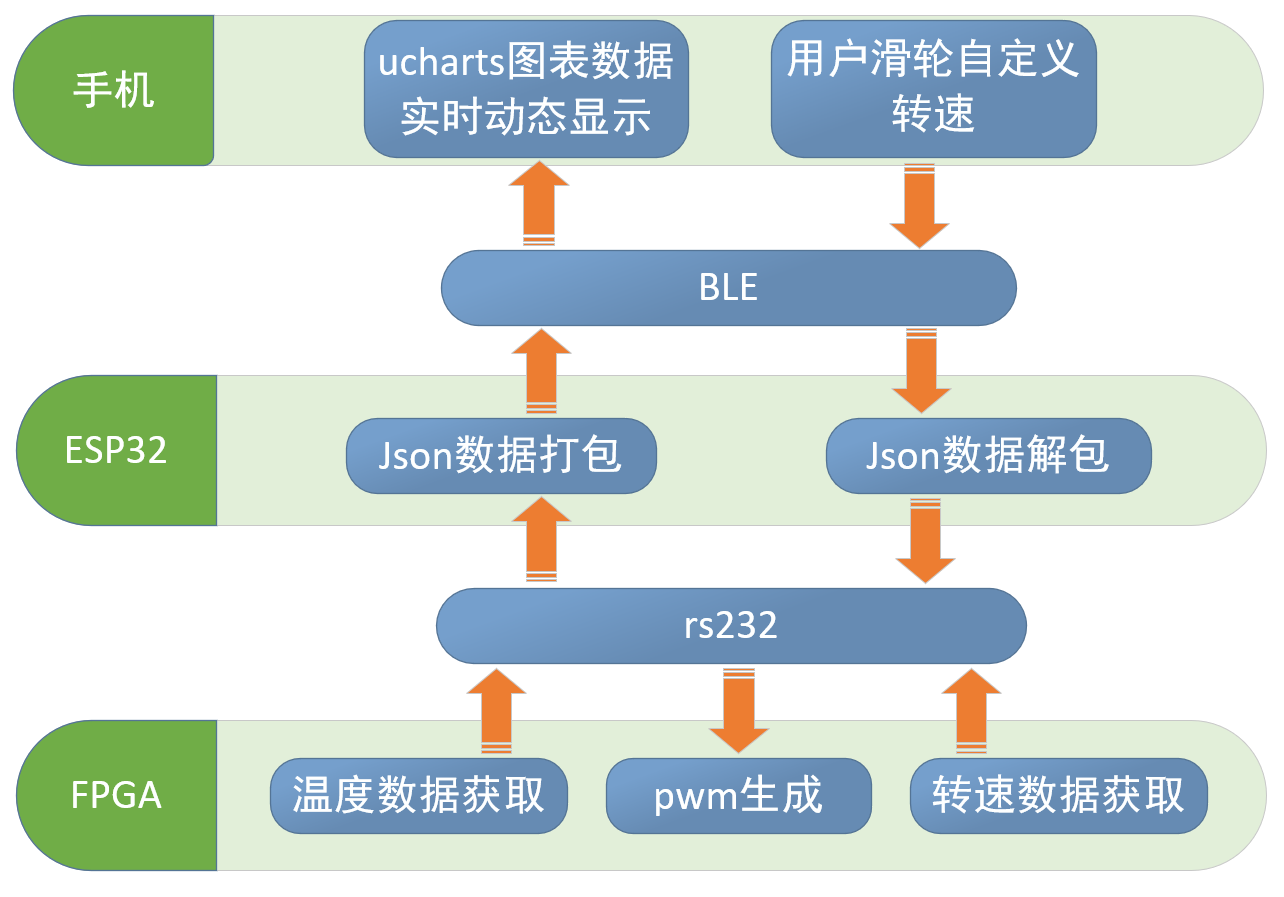 手机
ucharts图表数据
实时动态显示
用户滑轮自定义
转速
BLE
ESP32
Json数据打包
Json数据解包
rs232
FPGA
温度数据获取
pwm生成
转速数据获取